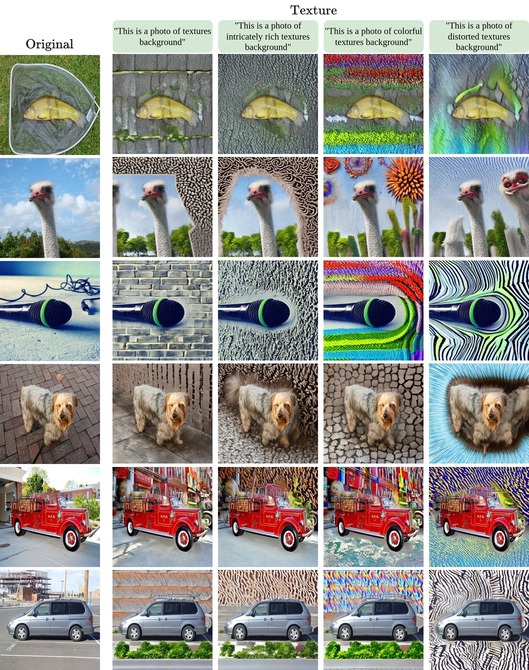 Texture
Original
"This is a photo of textures
background"
"This is a photo of
intricately rich textures
background"
"This is a photo of colorful
textures background"
"This is a photo of
distorted textures
background"